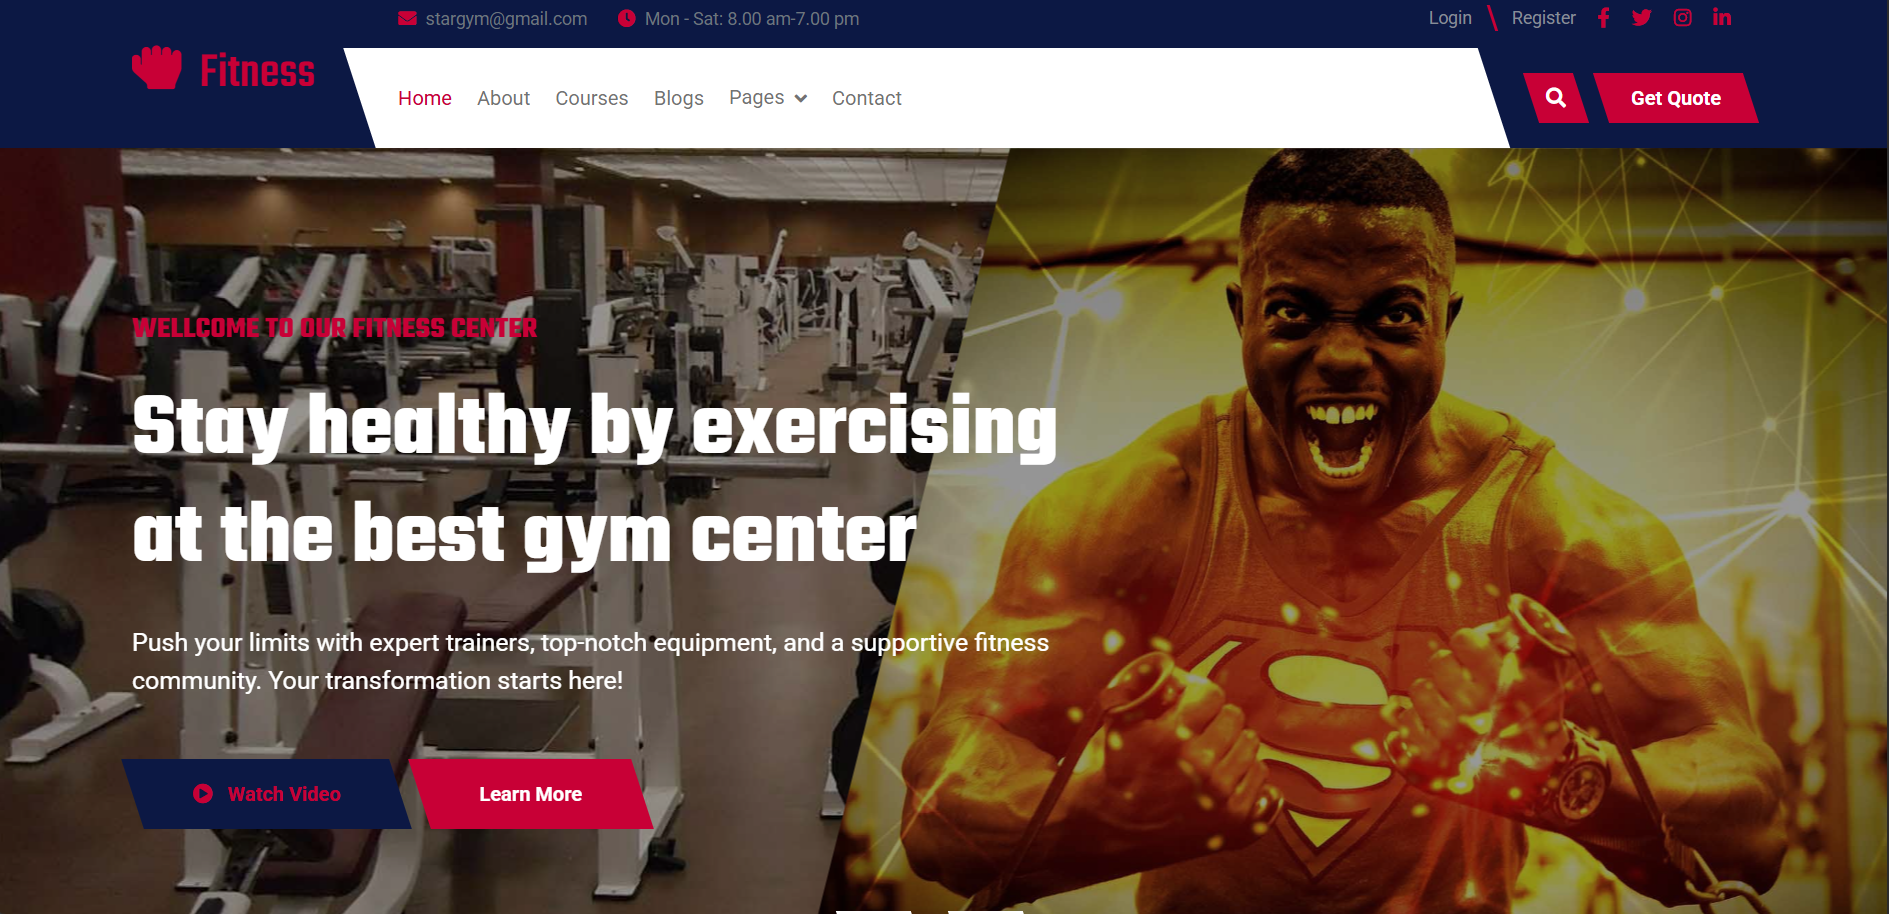 stargym@gmail.com Mon - Sat: 8.00 am-7.00 pm Login Register
Fitness
Home About Courses Blogs Pages Contact
Get Quote
WELLCOME TO OUR FITNESS CENTER
Stay healthy by exercising
at the best gym center
Push your limits with expert trainers, top-notch equipment, and a supportive fitness
community. Your transformation starts here!
Watch Video Learn More